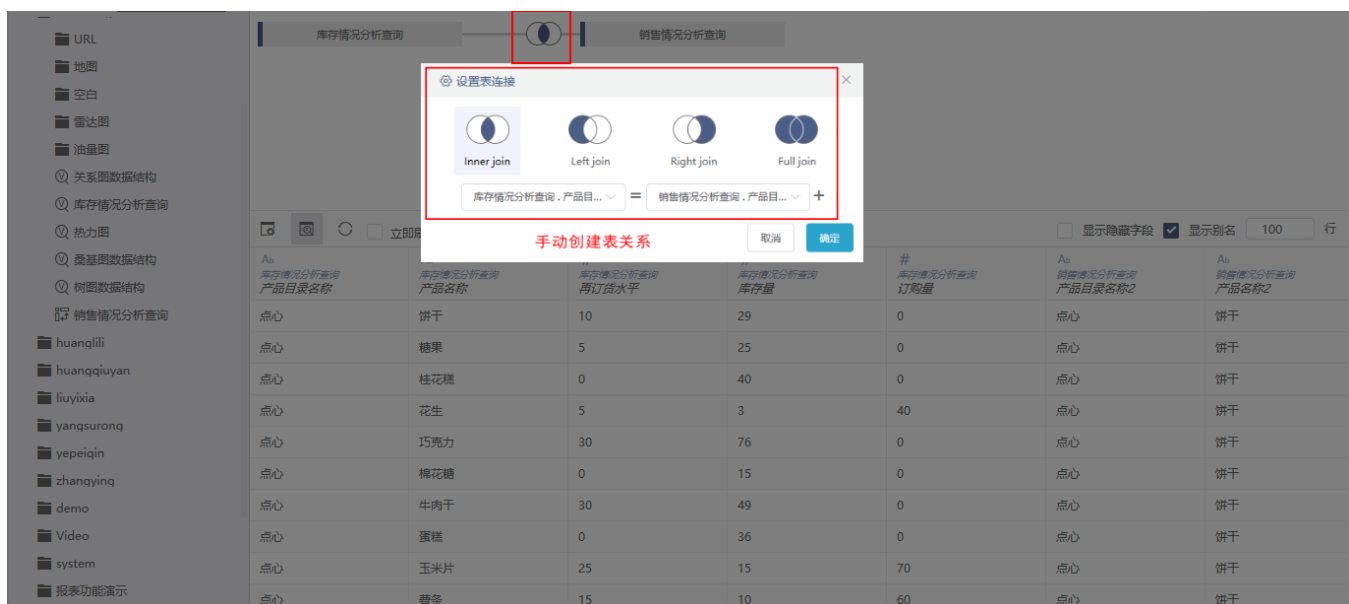 URL
地图
空白
雷达图
油量图
关系图数据结构
库存情况分析查询
热力图
桑基图数据结构
树图数据结构
销售情况分析查询
huanglili
huangqiuyan
liuyixia
yangsurong
yepeiqin
zhangying
demo
Video
system
报表功能演示
库存情况分析查询 销售情况分析查询
设置表连接
Inner join Left join Right join Full join
库存情况分析查询 . 产品目... = 销售情况分析查询 . 产品目... +
手动创建表关系 取消 确定
立即 显示隐藏字段 显示别名 100 行
Ab # Ab Ab
库存情况分析查询 库存情况分析查询 库存情况分析查询 库存情况分析查询 库存情况分析查询 销售情况分析查询 销售情况分析查询
产品目录名称 产品名称 再订货水平 库存量 订购量 产品目录名称2 产品名称2
点心 饼干 10 29 0 点心 饼干
点心 糖果 5 25 0 点心 饼干
点心 桂花糕 0 40 0 点心 饼干
点心 花生 5 3 40 点心 饼干
点心 巧克力 30 76 0 点心 饼干
点心 棉花糖 0 15 0 点心 饼干
点心 牛肉干 30 49 0 点心 饼干
点心 蛋糕 0 36 0 点心 饼干
点心 玉米片 25 15 70 点心 饼干
点心 薯条 15 10 60 点心 饼干